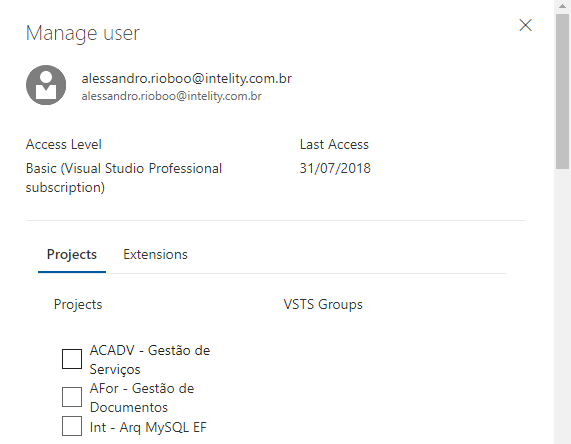 Manage user
alessandro.rioboo@intelity.com.br
alessandro.rioboo@intelity.com.br
Access Level
Last Access
Basic (Visual Studio Professional
subscription)
31/07/2018
Projects
Extensions
Projects
VSTS Groups
ACADV - Gestão de
Serviços
AFor - Gestão de
Documentos
Int - Arq MySQL EF